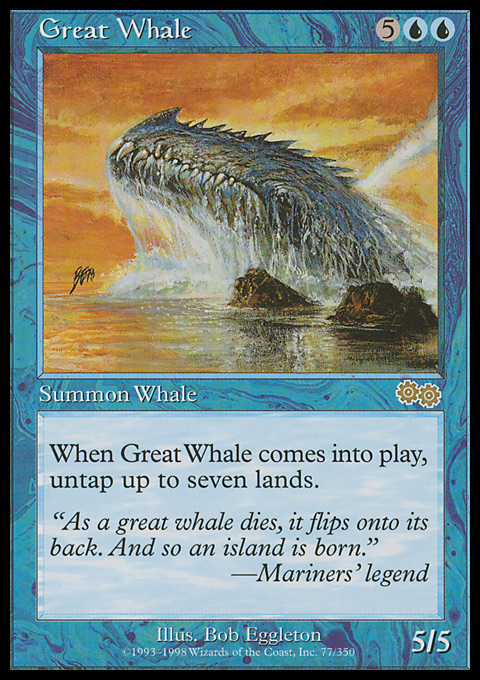 Great Whale 5
Summon Whale
When Great Whale comes into play,
untap up to seven lands.
“As a great whale dies, it flips onto its
back. And so an island is born.”
—Mariners’ legend
Illus. Bob Eggleton
©1993-1998 Wizards of the Coast, Inc. 77/350
5/5